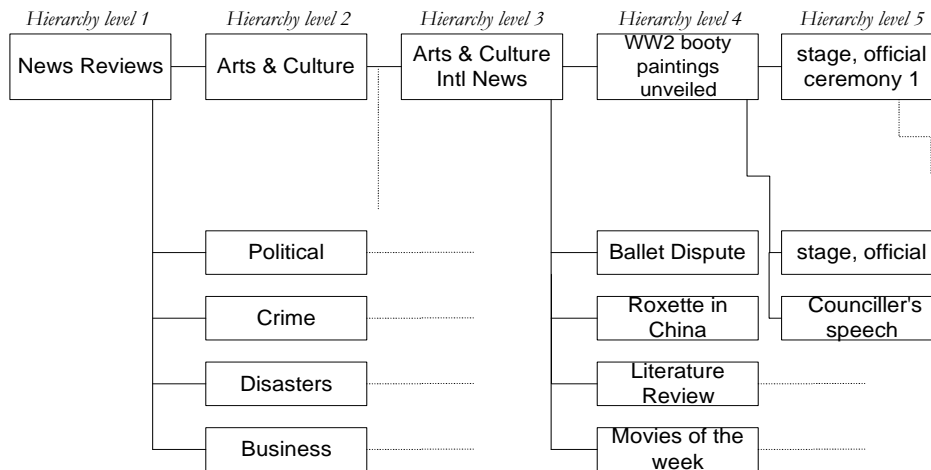 Hierarchy level 1
Hierarchy level 2
Hierarchy level 3
Hierarchy level 4
Hierarchy level 5
News Reviews
Arts & Culture
Arts & Culture
Intl News
WW2 booty
paintings
unveiled
stage, official
ceremony 1
Political
Ballet Dispute
stage, official
Crime
Roxette in
China
Counciller's
speech
Disasters
Literature
Review
Business
Movies of the
week